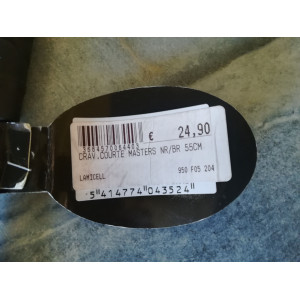 € 24,90
CRAV.COURTE MASTERS NR/BR 55CM
LAMICELL 950 F05 204
5 414774 043524